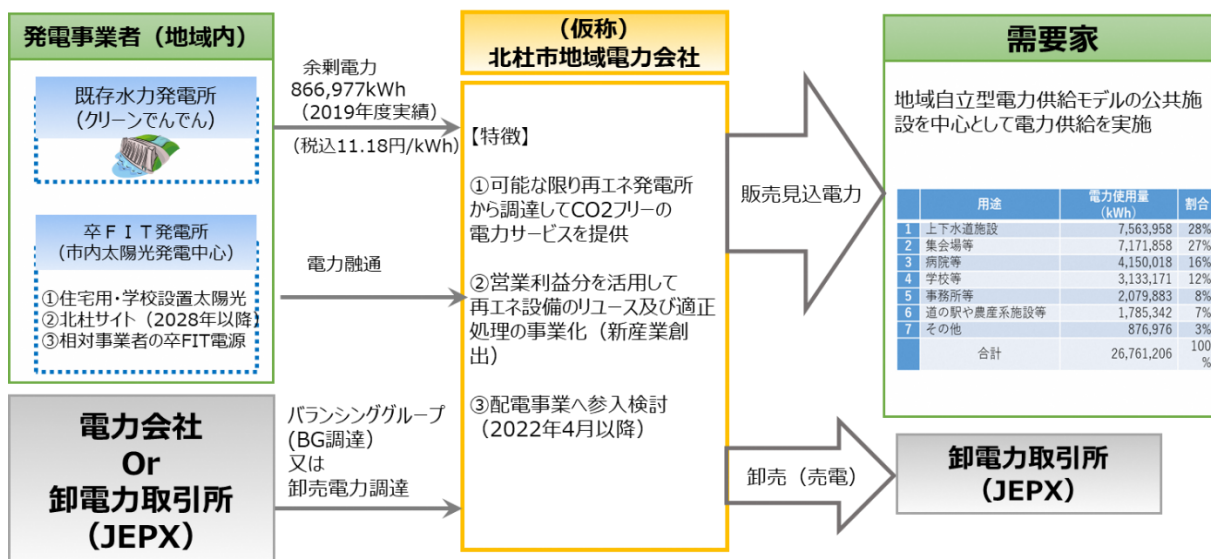 発電事業者（地域内）
既存水力発電所
（クリーンでんでん）
卒ＦＩＴ発電所
（市内太陽光発電中心）
①住宅用・学校設置太陽光
②北杜サイト（2028年以降）
③相対事業者の卒FIT電源
電力会社
Or
卸電力取引所
（JEPX）
余剰電力
866,977kWh
（2019年度実績）
(税込11.18円/kWh)
電力融通
バランシンググループ
(BG調達）
又は
卸売電力調達
（仮称）
北杜市地域電力会社
【特徴】
①可能な限り再エネ発電所
から調達してCO2フリーの
電力サービスを提供
②営業利益分を活用して
再エネ設備のリユース及び適正
処理の事業化（新産業創
出）
③配電事業へ参入検討
（2022年4月以降）
販売見込電力
卸売（売電）
需要家
地域自立型電力供給モデルの公共施
設を中心として電力供給を実施
用途 電力使用量 割合
（kWh）
1 上下水道施設 7,563,958 28%
2 集会場等 7,171,858 27%
3 病院等 4,150,018 16%
4 学校等 3,133,171 12%
5 事務所等 2,079,883 8%
6 道の駅や農産系施設等 1,785,342 7%
7 その他 876,976 3%
合計 26,761,206 100
%
卸電力取引所
（JEPX）